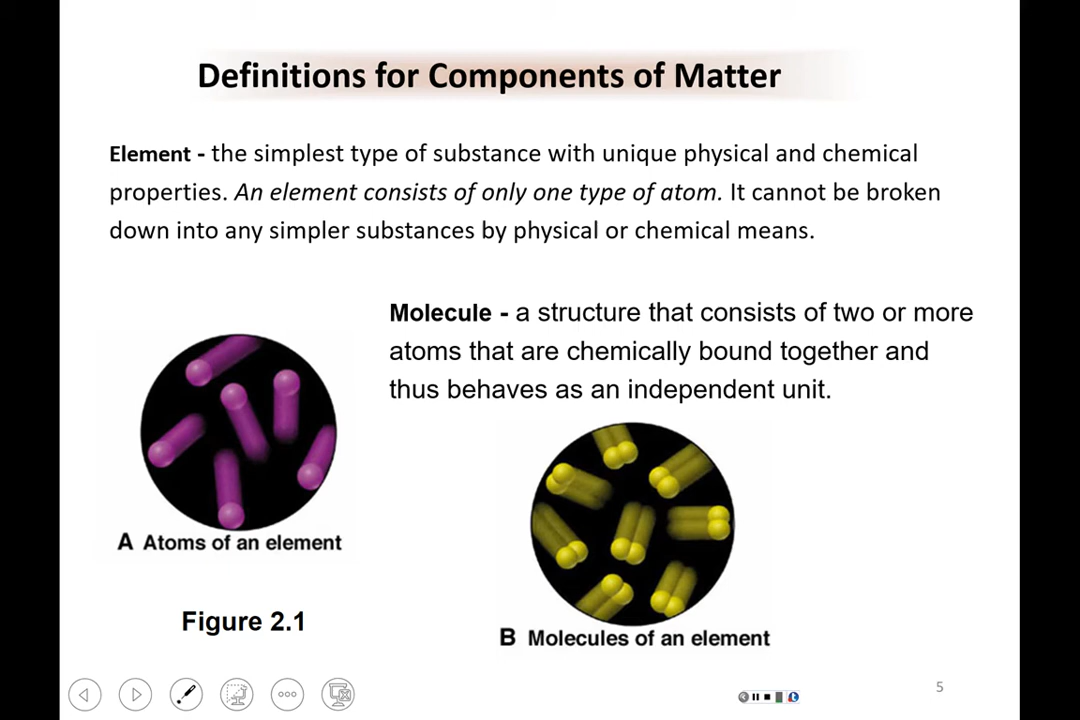 Definitions for Components of Matter
Element - the simplest type of substance with unique physical and chemical
properties. An element consists of only one type of atom. It cannot be broken
down into any simpler substances by physical or chemical means.
Molecule - a structure that consists of two or more
atoms that are chemically bound together and
thus behaves as an independent unit.
A Atoms of an element
Figure 2.1
B Molecules of an element
5